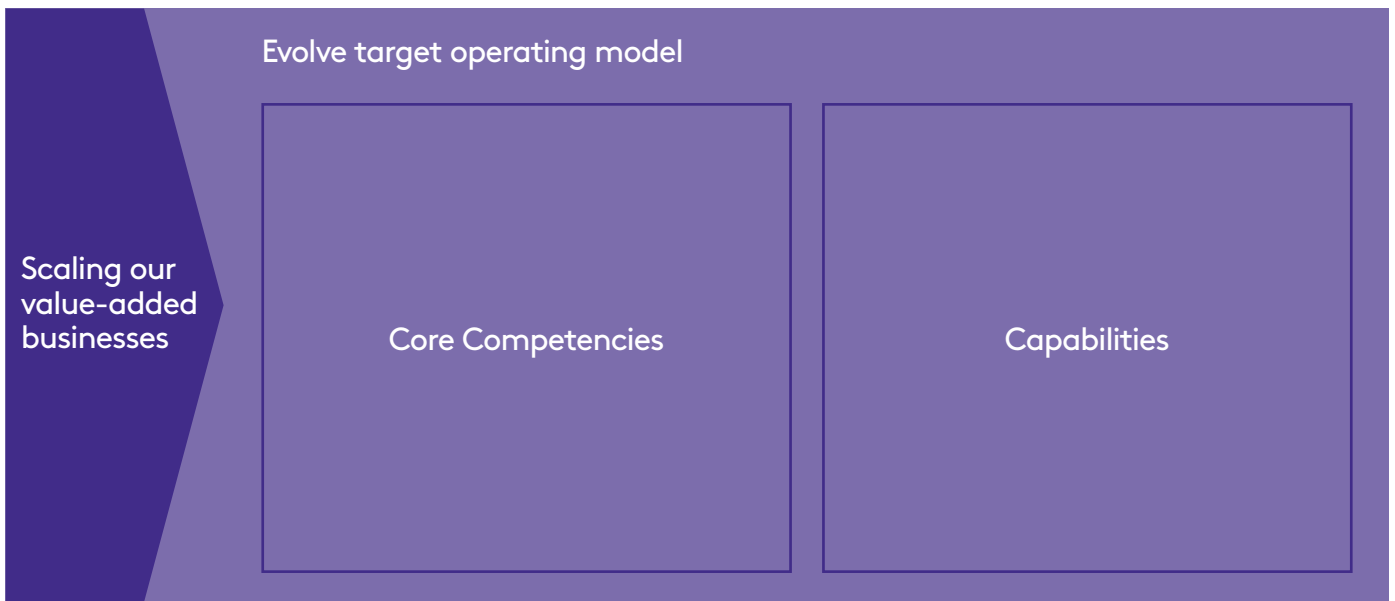 Evolve target operating model
Scaling our
value-added
businesses
Core Competencies
Capabilities